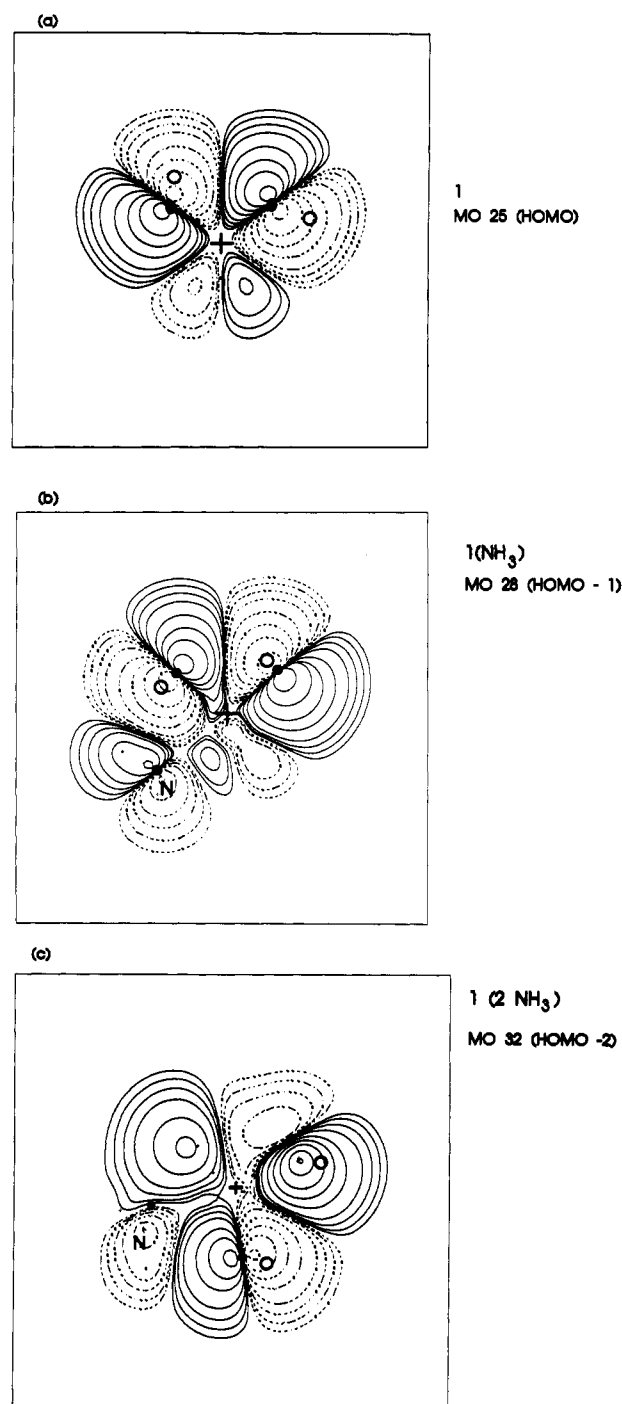 (a)
O
O
1
MO 25 (HOMO)
(b)
O
O
N
1(NH₃)
MO 28 (HOMO - 1)
(c)
O
N
O
1 (2 NH₃)
MO 32 (HOMO -2)